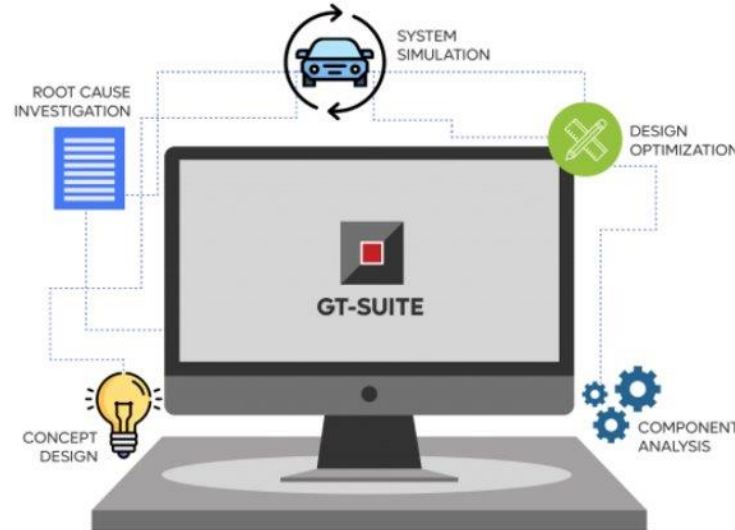 SYSTEM
SIMULATION
ROOT CAUSE
INVESTIGATION
DESIGN
OPTIMIZATION
GT-SUITE
CONCEPT
DESIGN
COMPONENT
ANALYSIS